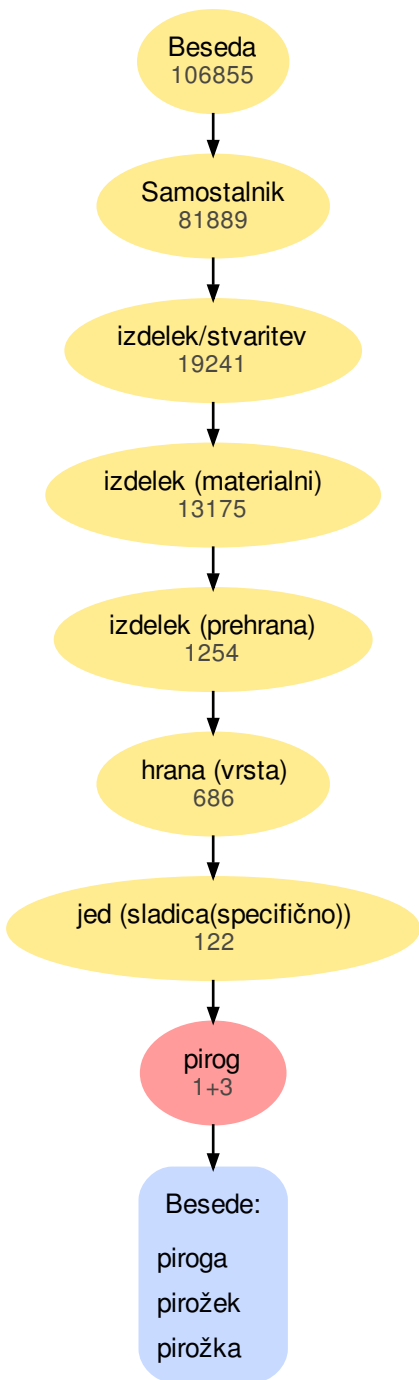 Beseda
106855
Samostalnik
81889
izdelek/stvaritev
19241
izdelek (materialni)
13175
izdelek (prehrana)
1254
hrana (vrsta)
686
jed (sladica(specifično))
122
pirog
1+3
Besede:
piroga
pirožek
pirožka